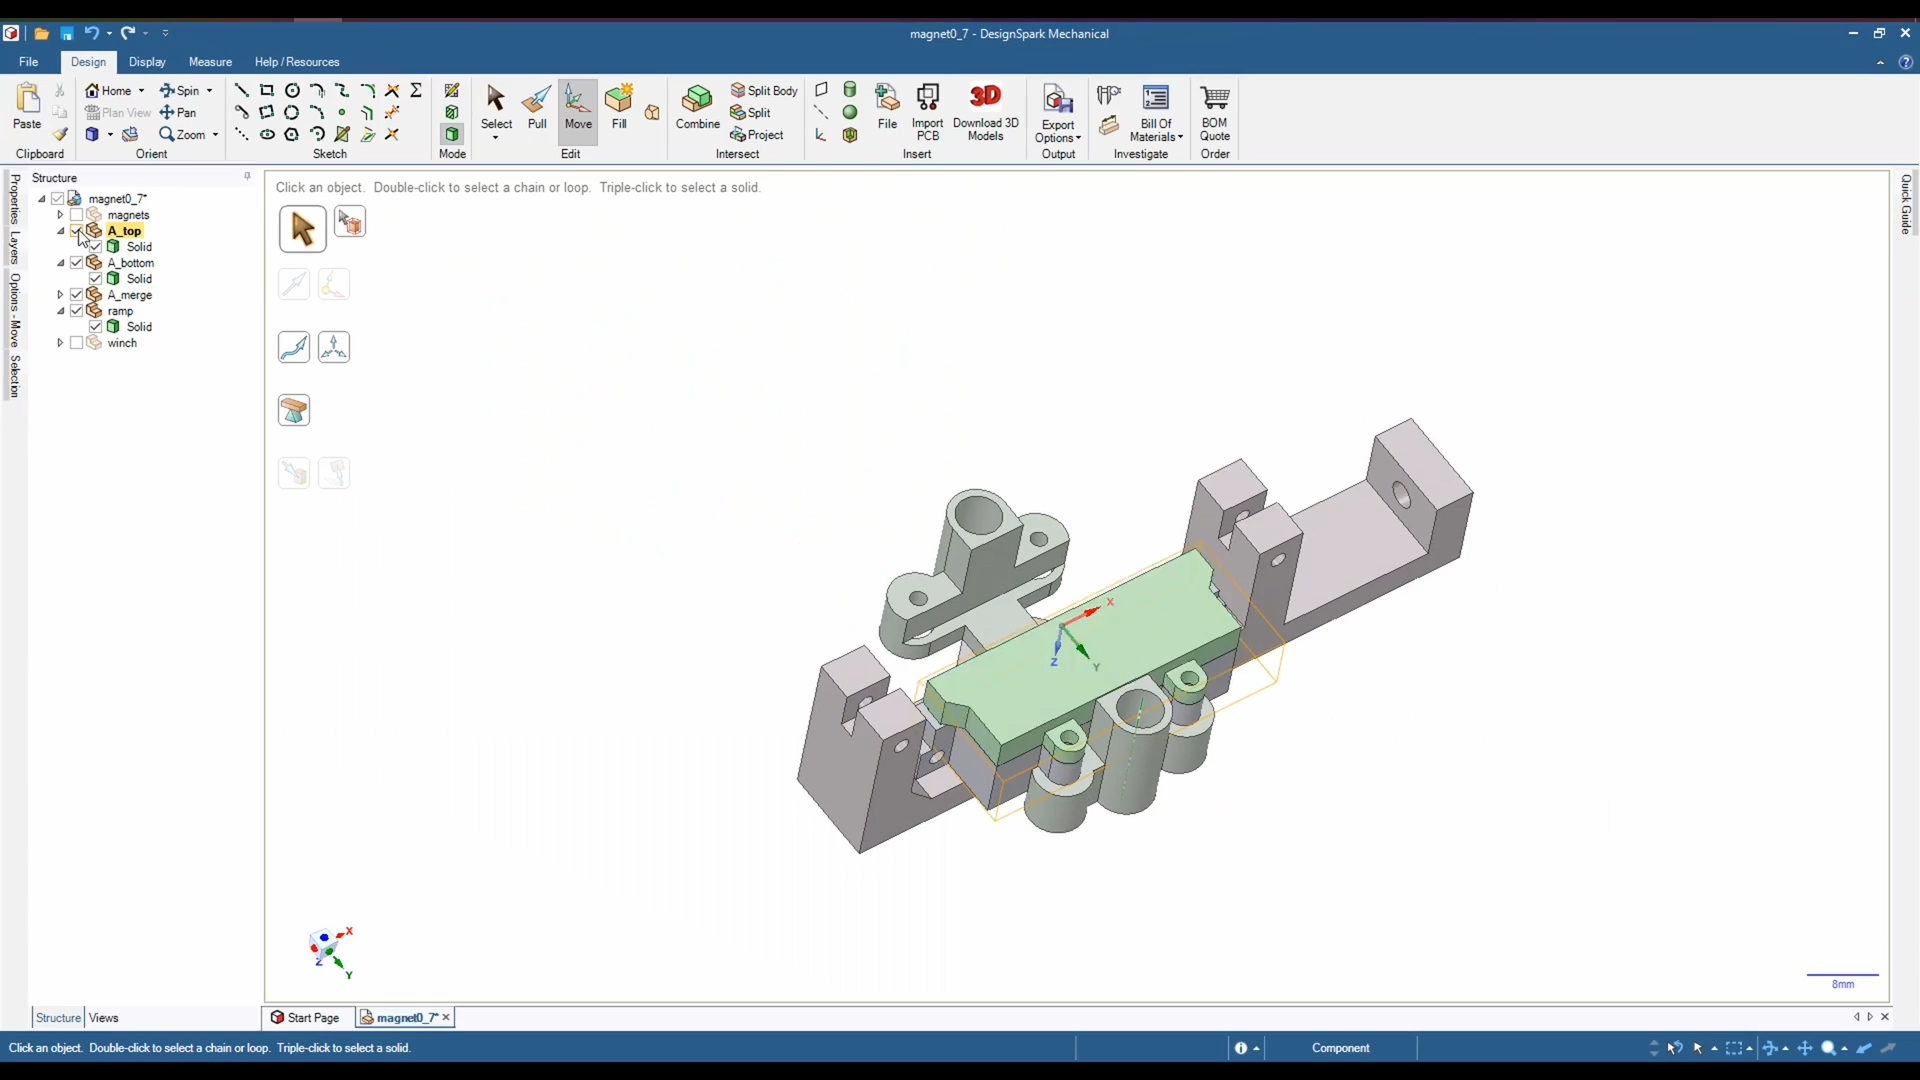 magnet0_7 - DesignSpark Mechanical
File Design Display Measure Help / Resources
Paste
Clipboard
Home Spin
Plan View Pan
Zoom
Orient
Sketch
Mode
Select Pull Move Fill
Edit
Combine
Split Body
Split
Project
Intersect
File
Import PCB
3D
Download 3D Models
Insert
Export Options
Output
Bill Of Materials
Investigate
BOM Quote
Order
Properties
Layers
Options - Move
Selection
Structure
magnet0_7*
magnets
A_top
Solid
A_bottom
Solid
A_merge
ramp
Solid
winch
Click an object. Double-click to select a chain or loop. Triple-click to select a solid.
Quick Guide
X
Y
Z
X
Y
Z
8mm
Structure Views
Start Page magnet0_7*
Click an object. Double-click to select a chain or loop. Triple-click to select a solid.
Component